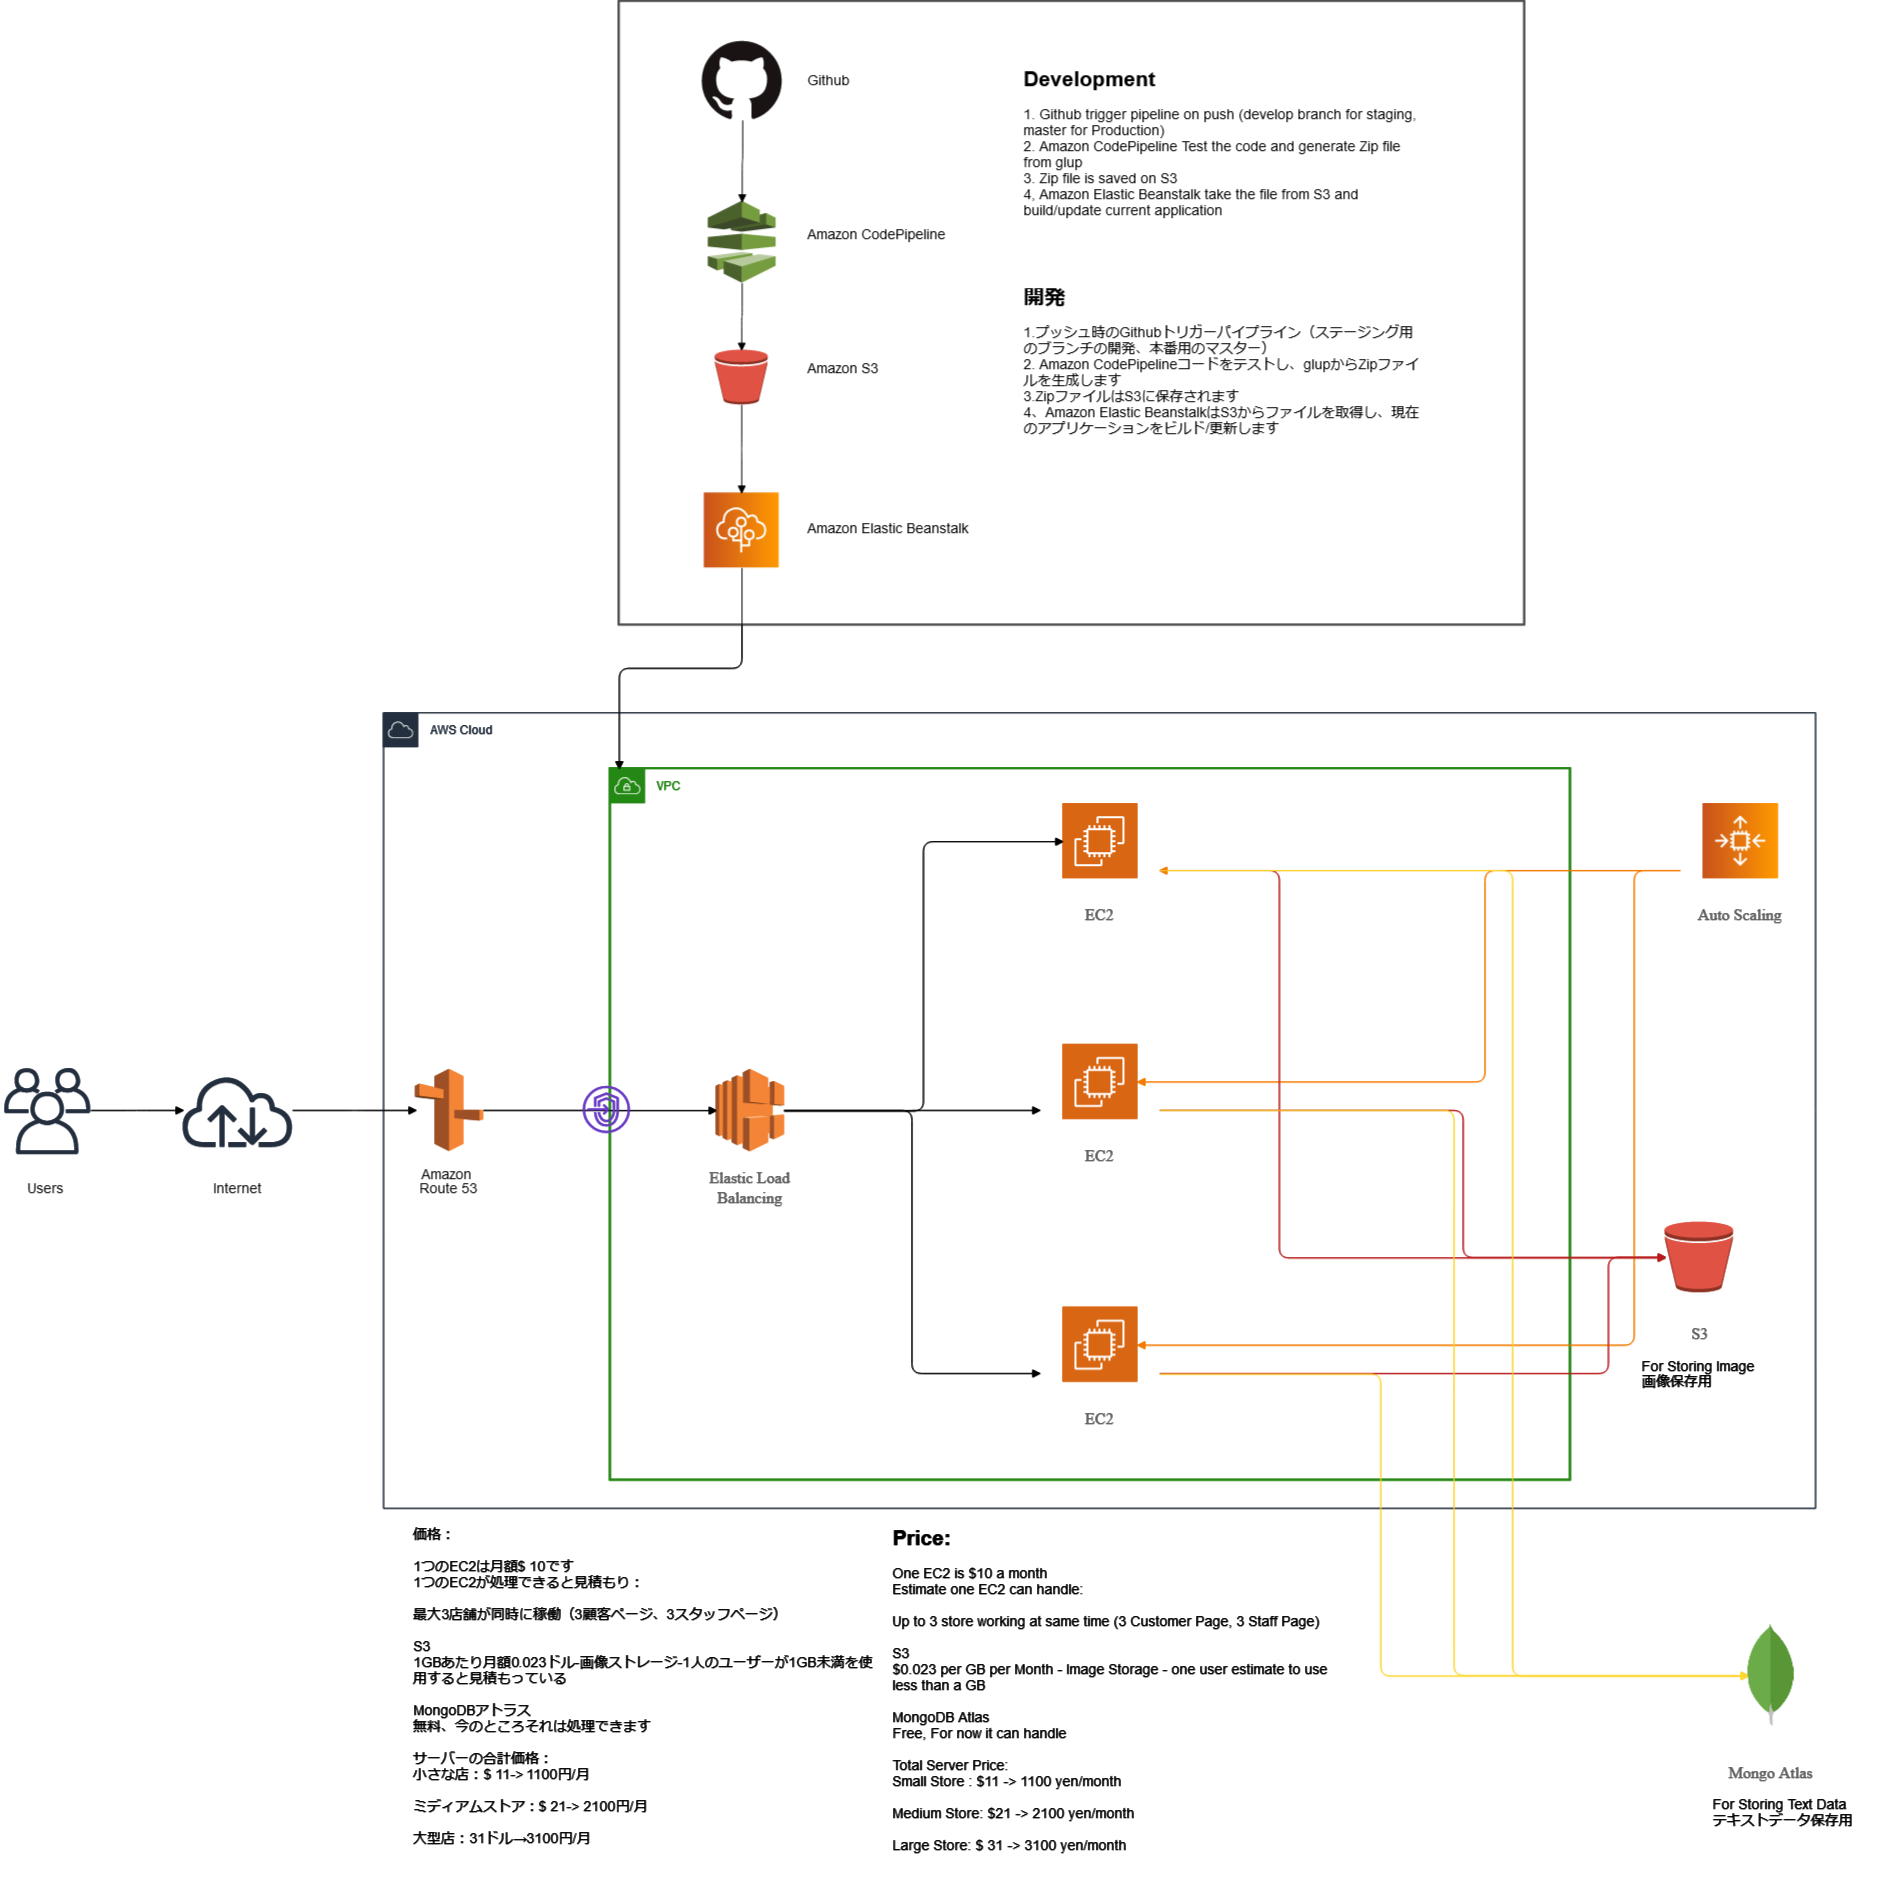 Github
Development
1. Github trigger pipeline on push (develop branch for staging,
master for Production)
2. Amazon CodePipeline Test the code and generate Zip file
from glup
3. Zip file is saved on S3
4, Amazon Elastic Beanstalk take the file from S3 and
build/update current application
Amazon CodePipeline
開発
1.プッシュ時のGithubトリガーパイプライン（ステージング用
のブランチの開発、本番用のマスター）
2. Amazon CodePipelineコードをテストし、glupからZipファイ
ルを生成します
3.ZipファイルはS3に保存されます
4、Amazon Elastic BeanstalkはS3からファイルを取得し、現在
のアプリケーションをビルド/更新します
Amazon S3
Amazon Elastic Beanstalk
AWS Cloud
VPC
EC2
Auto Scaling
EC2
Users
Internet
Amazon
Route 53
Elastic Load
Balancing
S3
For Storing Image
画像保存用
EC2
価格：
1つのEC2は月額$ 10です
1つのEC2が処理できると見積もり：
最大3店舗が同時に稼働（3顧客ページ、3スタッフページ）
S3
1GBあたり月額0.023ドル-画像ストレージ-1人のユーザーが1GB未満を使
用すると見積もっている
MongoDBアトラス
無料、今のところそれは処理できます
サーバーの合計価格：
小さな店：$ 11-> 1100円/月
ミディアムストア：$ 21-> 2100円/月
大型店：31ドル→3100円/月
Price:
One EC2 is $10 a month
Estimate one EC2 can handle:
Up to 3 store working at same time (3 Customer Page, 3 Staff Page)
S3
$0.023 per GB per Month - Image Storage - one user estimate to use
less than a GB
MongoDB Atlas
Free, For now it can handle
Total Server Price:
Small Store : $11 -> 1100 yen/month
Medium Store: $21 -> 2100 yen/month
Large Store: $ 31 -> 3100 yen/month
Mongo Atlas
For Storing Text Data
テキストデータ保存用